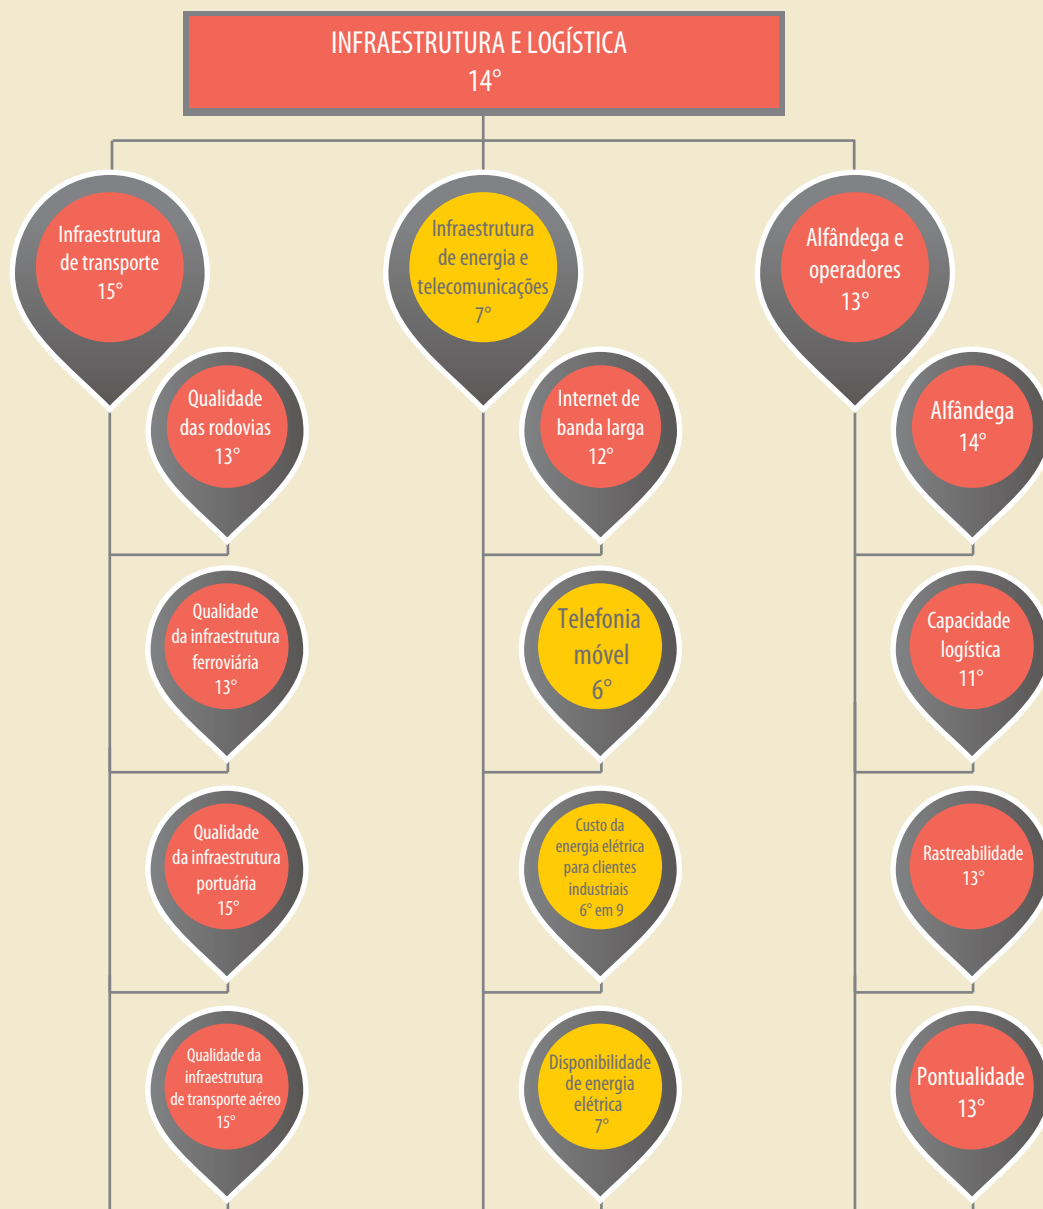 INFRAESTRUTURA E LOGÍSTICA
14°
Infraestrutura
de transporte
15°
Infraestrutura
de energia e
telecomunicações
7°
Alfândega e
operadores
13°
Qualidade
das rodovias
13°
Internet de
banda larga
12°
Alfândega
14°
Qualidade
da infraestrutura
ferroviária
13°
Telefonia
móvel
6°
Capacidade
logística
11°
Qualidade
da infraestrutura
portuária
15°
Custo da
energia elétrica
para clientes
industriais
6° em 9
Rastreabilidade
13°
Qualidade da
infraestrutura
de transporte aéreo
15°
Disponibilidade
de energia
elétrica
7°
Pontualidade
13°